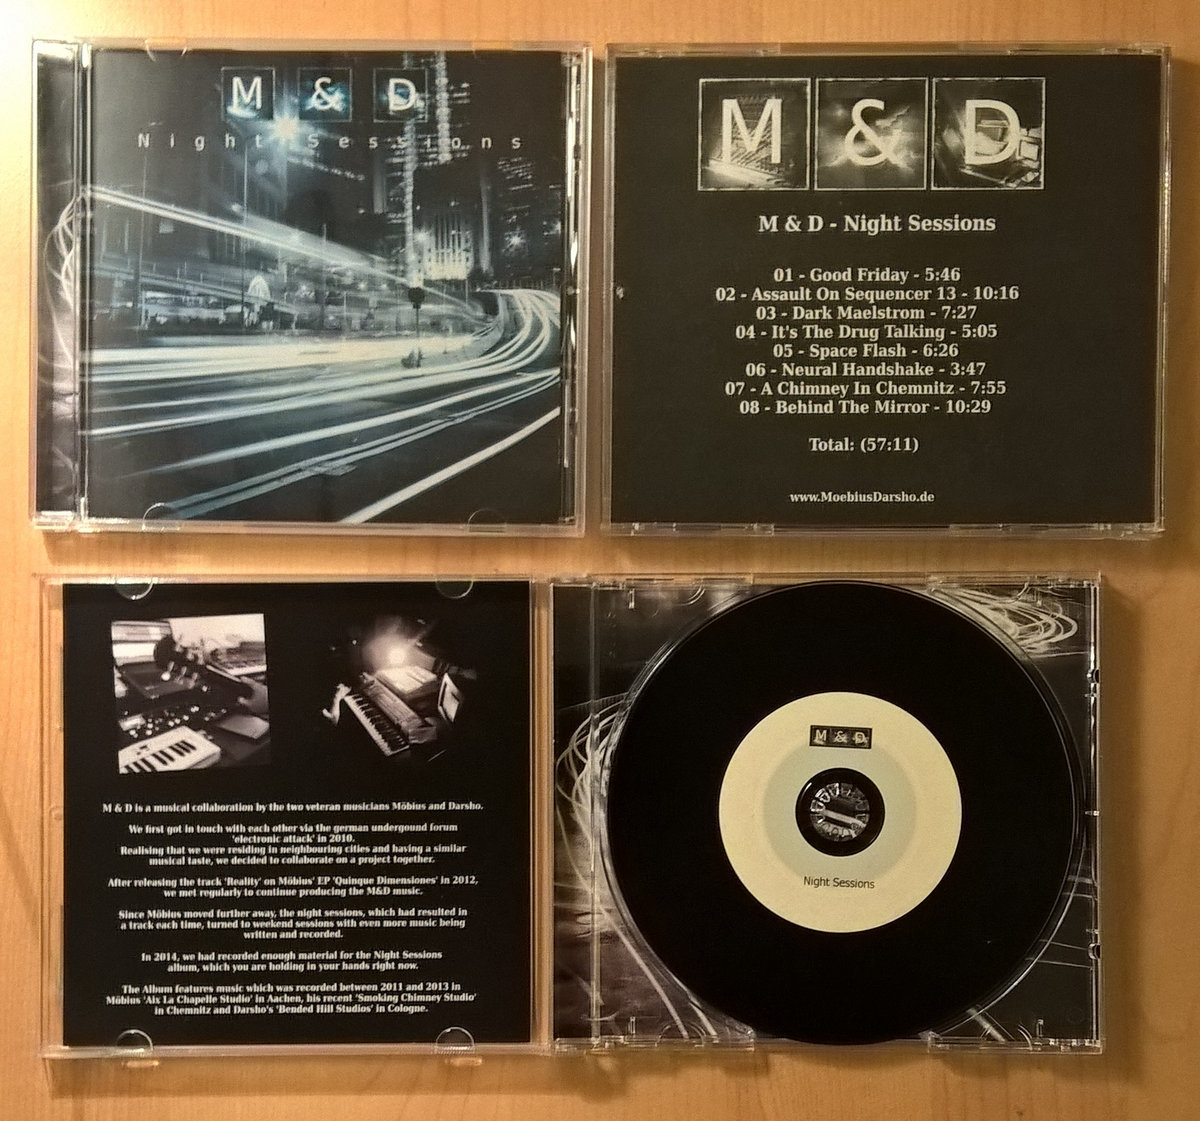 M & D
Night Sessions
M & D
M & D - Night Sessions
01 - Good Friday - 5:46
02 - Assault On Sequencer 13 - 10:16
03 - Dark Maelstrom - 7:27
04 - It's The Drug Talking - 5:05
05 - Space Flash - 6:26
06 - Neural Handshake - 3:47
07 - A Chimney In Chemnitz - 7:55
08 - Behind The Mirror - 10:29
Total: (57:11)
www.MoebiusDarsho.de
M & D is a musical collaboration by the two veteran musicians Möbius and Darsho.
We first got in touch with each other via the german undergound forum
'electronic attack' in 2010.
Realising that we were residing in neighbouring cities and having a similar
musical taste, we decided to collaborate on a project together.
After releasing the track 'Reality' on Möbius' EP 'Quinque Dimensiones' in 2012,
we met regularly to continue producing the M&D music.
Since Möbius moved further away, the night sessions, which had resulted in
a track each time, turned to weekend sessions with even more music being
written and recorded.
In 2014, we had recorded enough material for the Night Sessions
album, which you are holding in your hands right now.
The Album features music which was recorded between 2011 and 2013 in
Möbius 'Aix La Chapelle Studio' in Aachen, his recent 'Smoking Chimney Studio'
in Chemnitz and Darsho's 'Bended Hill Studios' in Cologne.
M & D
Night Sessions